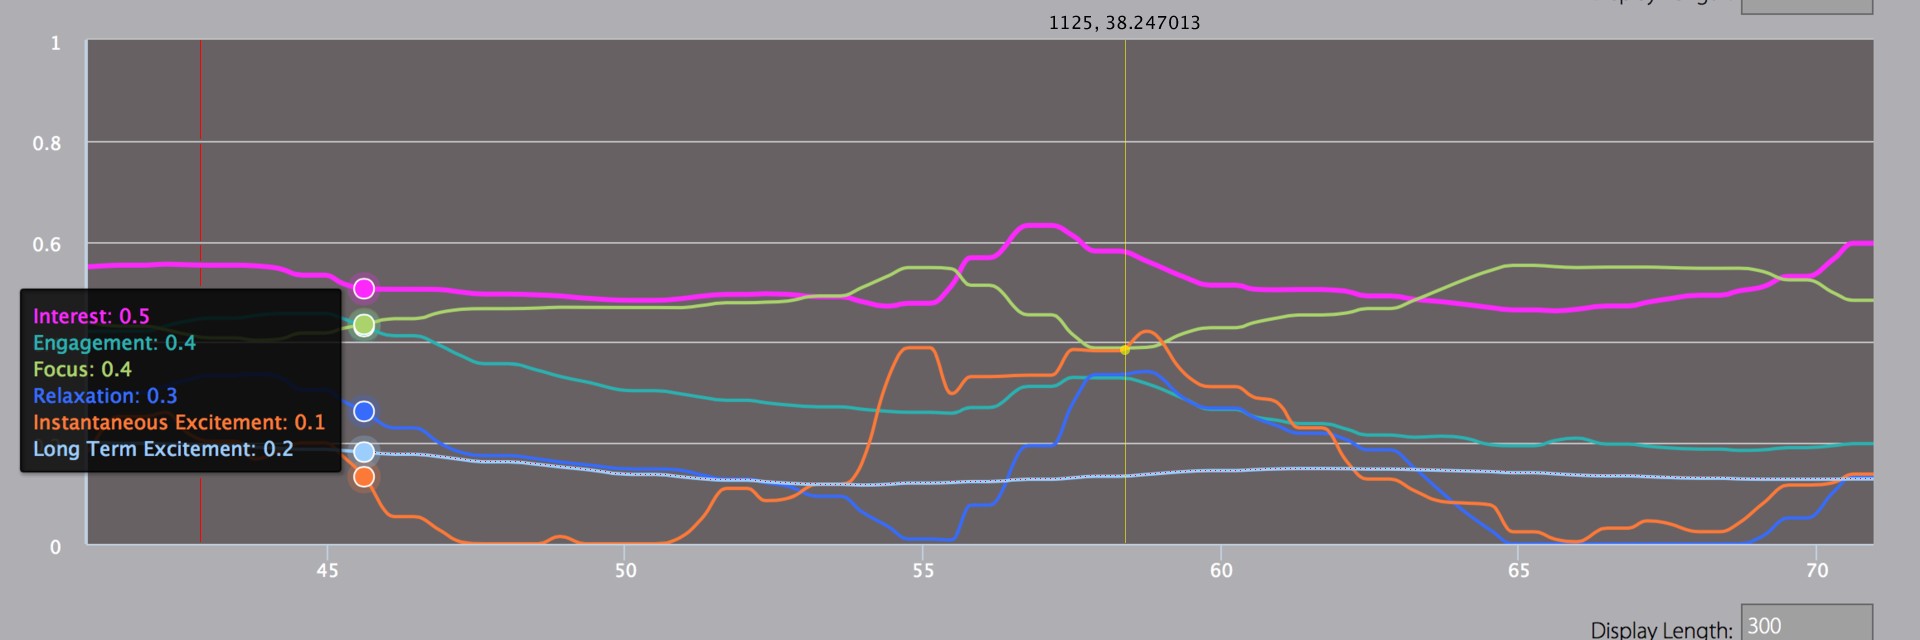 1125, 38.247013
1
0.8
0.6
Interest: 0.5
Engagement: 0.4
Focus: 0.4
Relaxation: 0.3
Instantaneous Excitement: 0.1
Long Term Excitement: 0.2
0
45 50 55 60 65 70
Display Length: 300